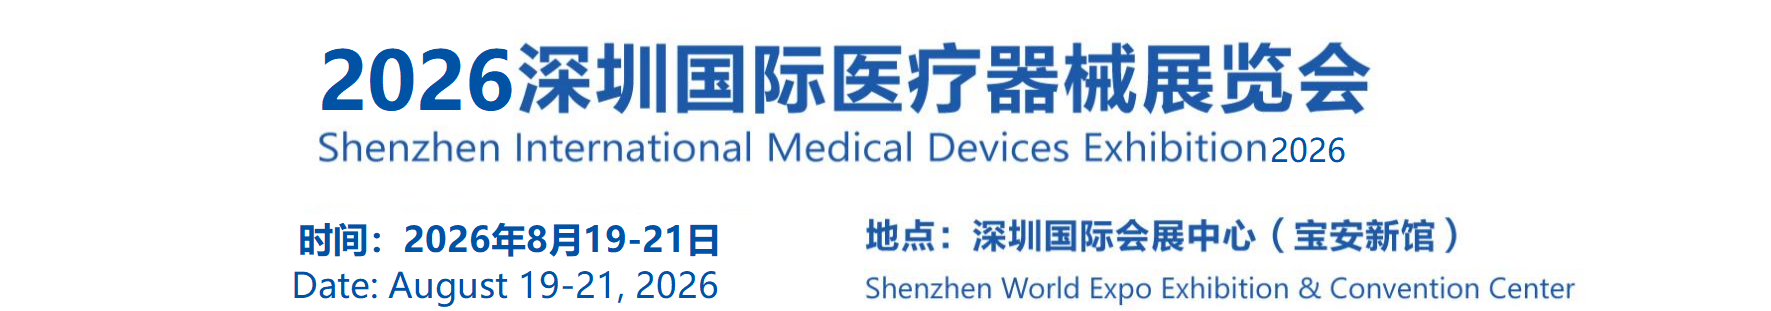 2026深圳国际医疗器械展览会
Shenzhen International Medical Devices Exhibition2026
时间：2026年8月19-21日
Date: August 19-21, 2026
地点：深圳国际会展中心（宝安新馆）
Shenzhen World Expo Exhibition & Convention Center